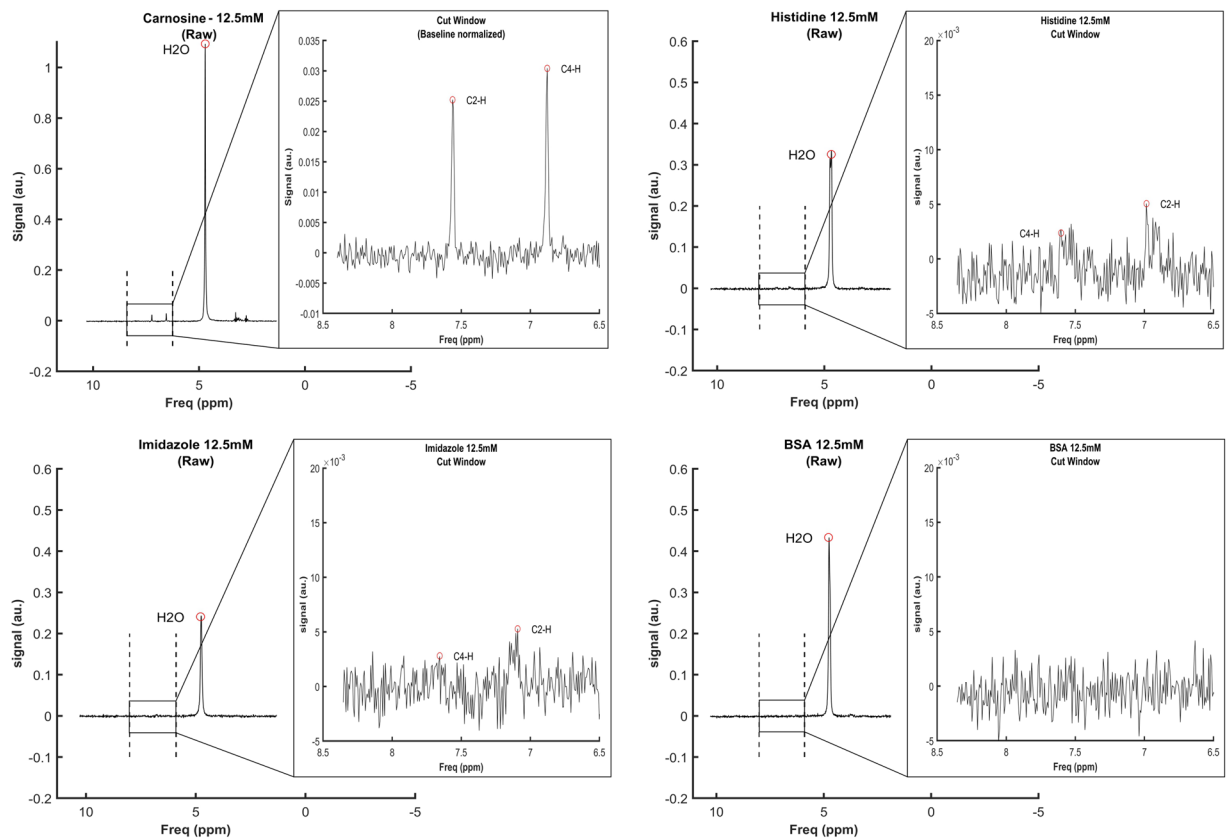 Carnosine - 12.5mM
(Raw)
H2O
1
0.8
0.6
0.4
0.2
0
-0.2
Signal (au.)
10
5
0
-5
Freq (ppm)
Cut Window
(Baseline normalized)
0.04
0.035
0.03
0.025
0.02
0.015
0.01
0.005
0
-0.005
-0.01
Signal (au.)
C2-H
C4-H
8.5
8
7.5
7
6.5
Freq (ppm)
Histidine 12.5mM
(Raw)
H2O
0.6
0.5
0.4
0.3
0.2
0.1
0
-0.1
-0.2
signal (au.)
10
5
0
-5
Freq (ppm)
Histidine 12.5mM
Cut Window
×10-3
20
15
10
5
0
-5
signal (au.)
C4-H
C2-H
8.5
8
7.5
7
6.5
Freq (ppm)
Imidazole 12.5mM
(Raw)
H2O
0.6
0.5
0.4
0.3
0.2
0.1
0
-0.1
-0.2
signal (au.)
10
5
0
-5
Freq (ppm)
Imidazole 12.5mM
Cut Window
×10-3
20
15
10
5
0
-5
signal (au.)
C4-H
C2-H
8.5
8
7.5
7
6.5
Freq (ppm)
BSA 12.5mM
(Raw)
H2O
0.6
0.5
0.4
0.3
0.2
0.1
0
-0.1
-0.2
signal (au.)
10
5
0
-5
Freq (ppm)
BSA 12.5mM
Cut Window
×10-3
20
15
10
5
0
-5
signal (au.)
8.5
8
7.5
7
6.5
Freq (ppm)